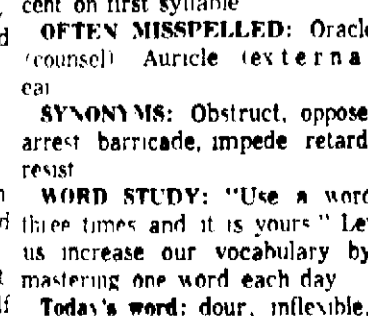 cent on first syllable
OFTEN MISSPELLED: Oracle
(counsel) Auricle (externa
ear
SYNONYMS: Obstruct, oppose
arrest barricade, impede retard
resist
WORD STUDY: "Use a word
three times and it is yours" Let
us increase our vocabulary by
mastering one word each day
Today's word: dour, inflexible,